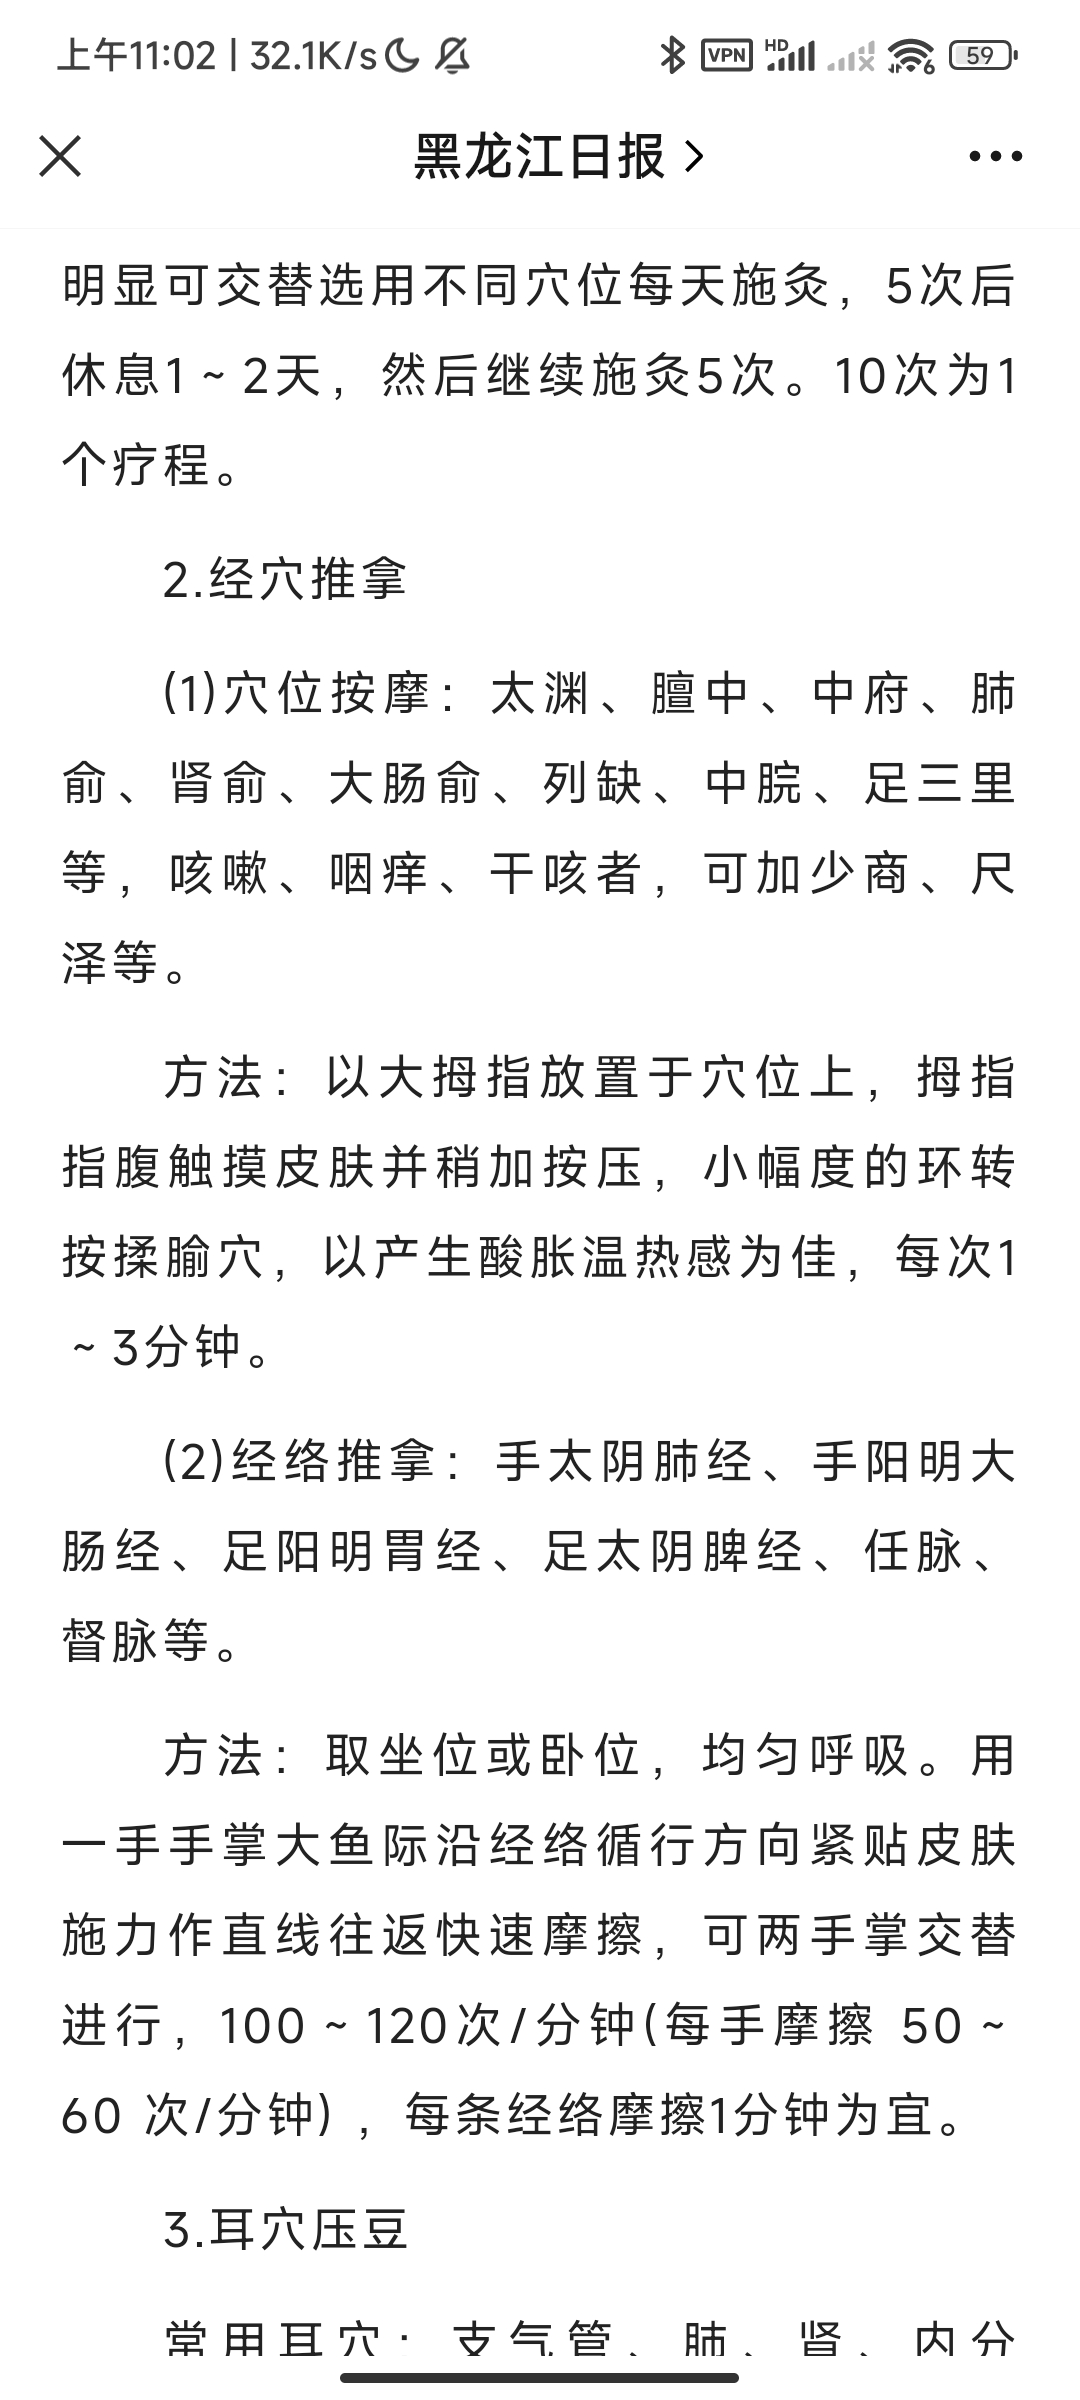 上午11:02 | 32.1K/s
VPN HD 6 59
黑龙江日报
明显可交替选用不同穴位每天施灸，5次后
休息1~2天，然后继续施灸5次。10次为1
个疗程。
2.经穴推拿
(1)穴位按摩：太渊、膻中、中府、肺
俞、肾俞、大肠俞、列缺、中脘、足三里
等，咳嗽、咽痒、干咳者，可加少商、尺
泽等。
方法：以大拇指放置于穴位上，拇指
指腹触摸皮肤并稍加按压，小幅度的环转
按揉腧穴，以产生酸胀温热感为佳，每次1
~3分钟。
(2)经络推拿：手太阴肺经、手阳明大
肠经、足阳明胃经、足太阴脾经、任脉、
督脉等。
方法：取坐位或卧位，均匀呼吸。用
一手手掌大鱼际沿经络循行方向紧贴皮肤
施力作直线往返快速摩擦，可两手掌交替
进行，100~120次/分钟(每手摩擦 50~
60 次/分钟)，每条经络摩擦1分钟为宜。
3.耳穴压豆
常用耳穴：支气管、肺、肾、内分